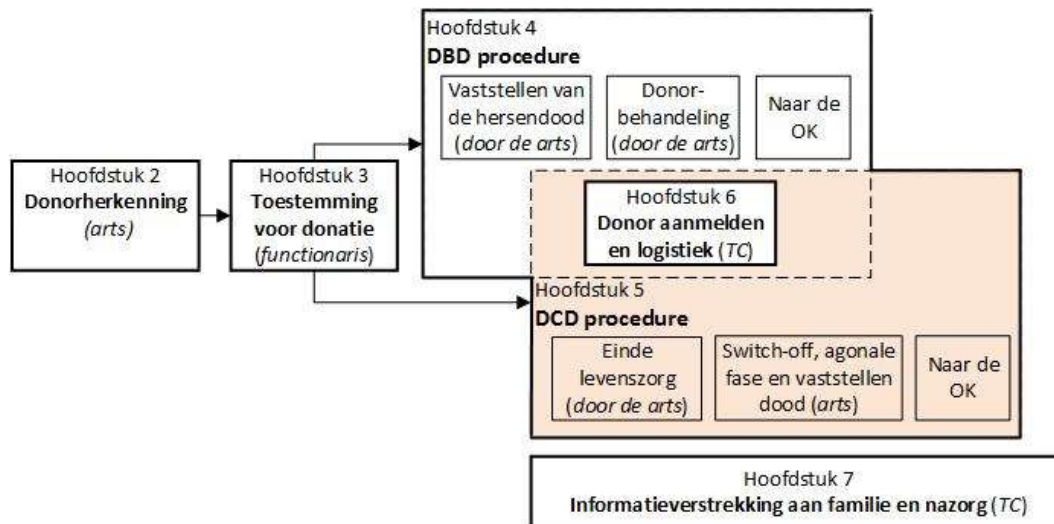 Hoofdstuk 2
Donorherkenning
(arts)
Hoofdstuk 3
Toestemming
voor donatie
(functionaris)
Hoofdstuk 4
DBD procedure
Vaststellen van
de hersendood
(door de arts)
Donor-
behandeling
(door de arts)
Naar de
OK
Hoofdstuk 6
Donor aanmelden
en logistiek (TC)
Hoofdstuk 5
DCD procedure
Einde
levenszorg
(door de arts)
Switch-off, agonale
fase en vaststellen
dood (arts)
Naar de
OK
Hoofdstuk 7
Informatieverstrekking aan familie en nazorg (TC)